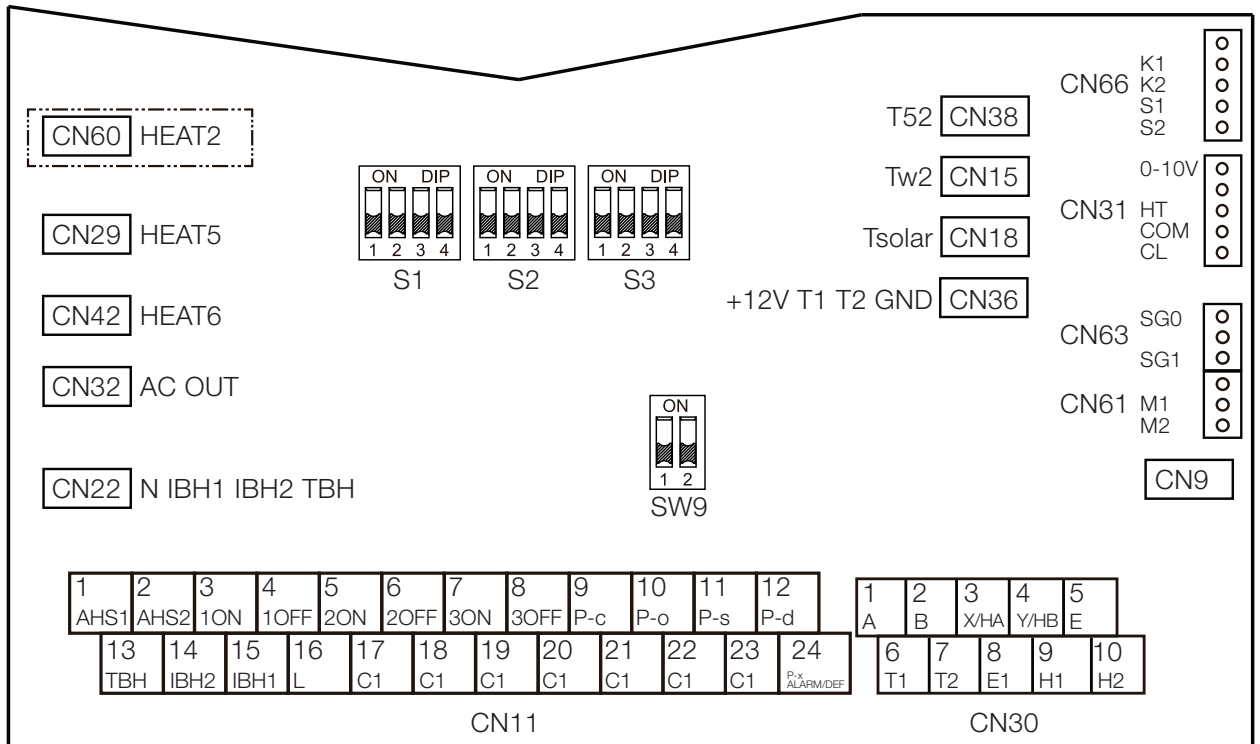 CN60 HEAT2
CN29 HEAT5
CN42 HEAT6
CN32 AC OUT
CN22 N IBH1 IBH2 TBH
ON DIP
1 2 3 4
S1
ON DIP
1 2 3 4
S2
ON DIP
1 2 3 4
S3
ON
1 2
SW9
T52 CN38
Tw2 CN15
Tsolar CN18
+12V T1 T2 GND CN36
CN66
K1
K2
S1
S2
CN31
0-10V
HT
COM
CL
CN63
SG0
SG1
CN61
M1
M2
CN9
1 2 3 4 5 6 7 8 9 10 11 12
AHS1 AHS2 1ON 1OFF 2ON 2OFF 3ON 3OFF P-c P-o P-s P-d
13 14 15 16 17 18 19 20 21 22 23 24
TBH IBH2 IBH1 L C1 C1 C1 C1 C1 C1 C1 P-x
ALARM/DEF
CN11
1 2 3 4 5
A B X/HA Y/HB E
6 7 8 9 10
T1 T2 E1 H1 H2
CN30